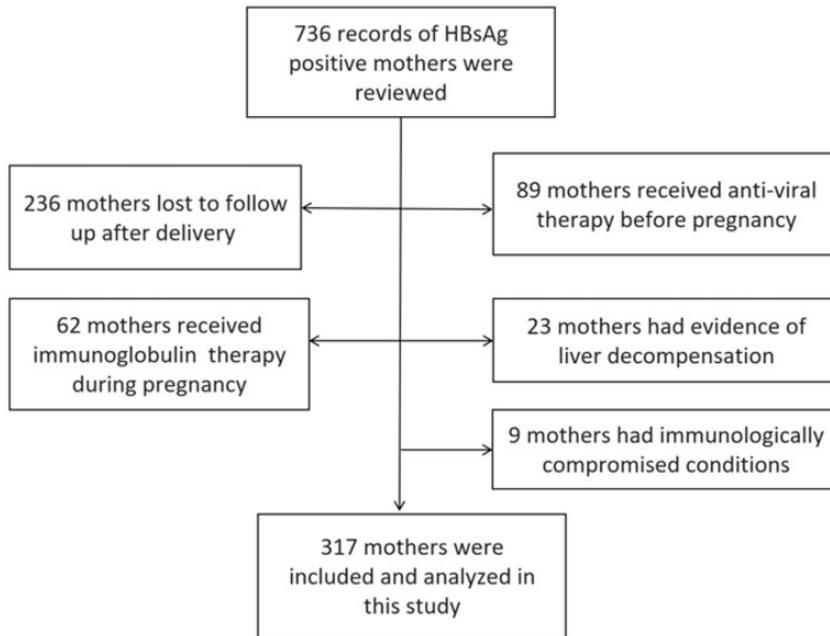 736 records of HBsAg
positive mothers were
reviewed
236 mothers lost to follow
up after delivery
89 mothers received anti-viral
therapy before pregnancy
62 mothers received
immunoglobulin therapy
during pregnancy
23 mothers had evidence of
liver decompensation
9 mothers had immunologically
compromised conditions
317 mothers were
included and analyzed in
this study